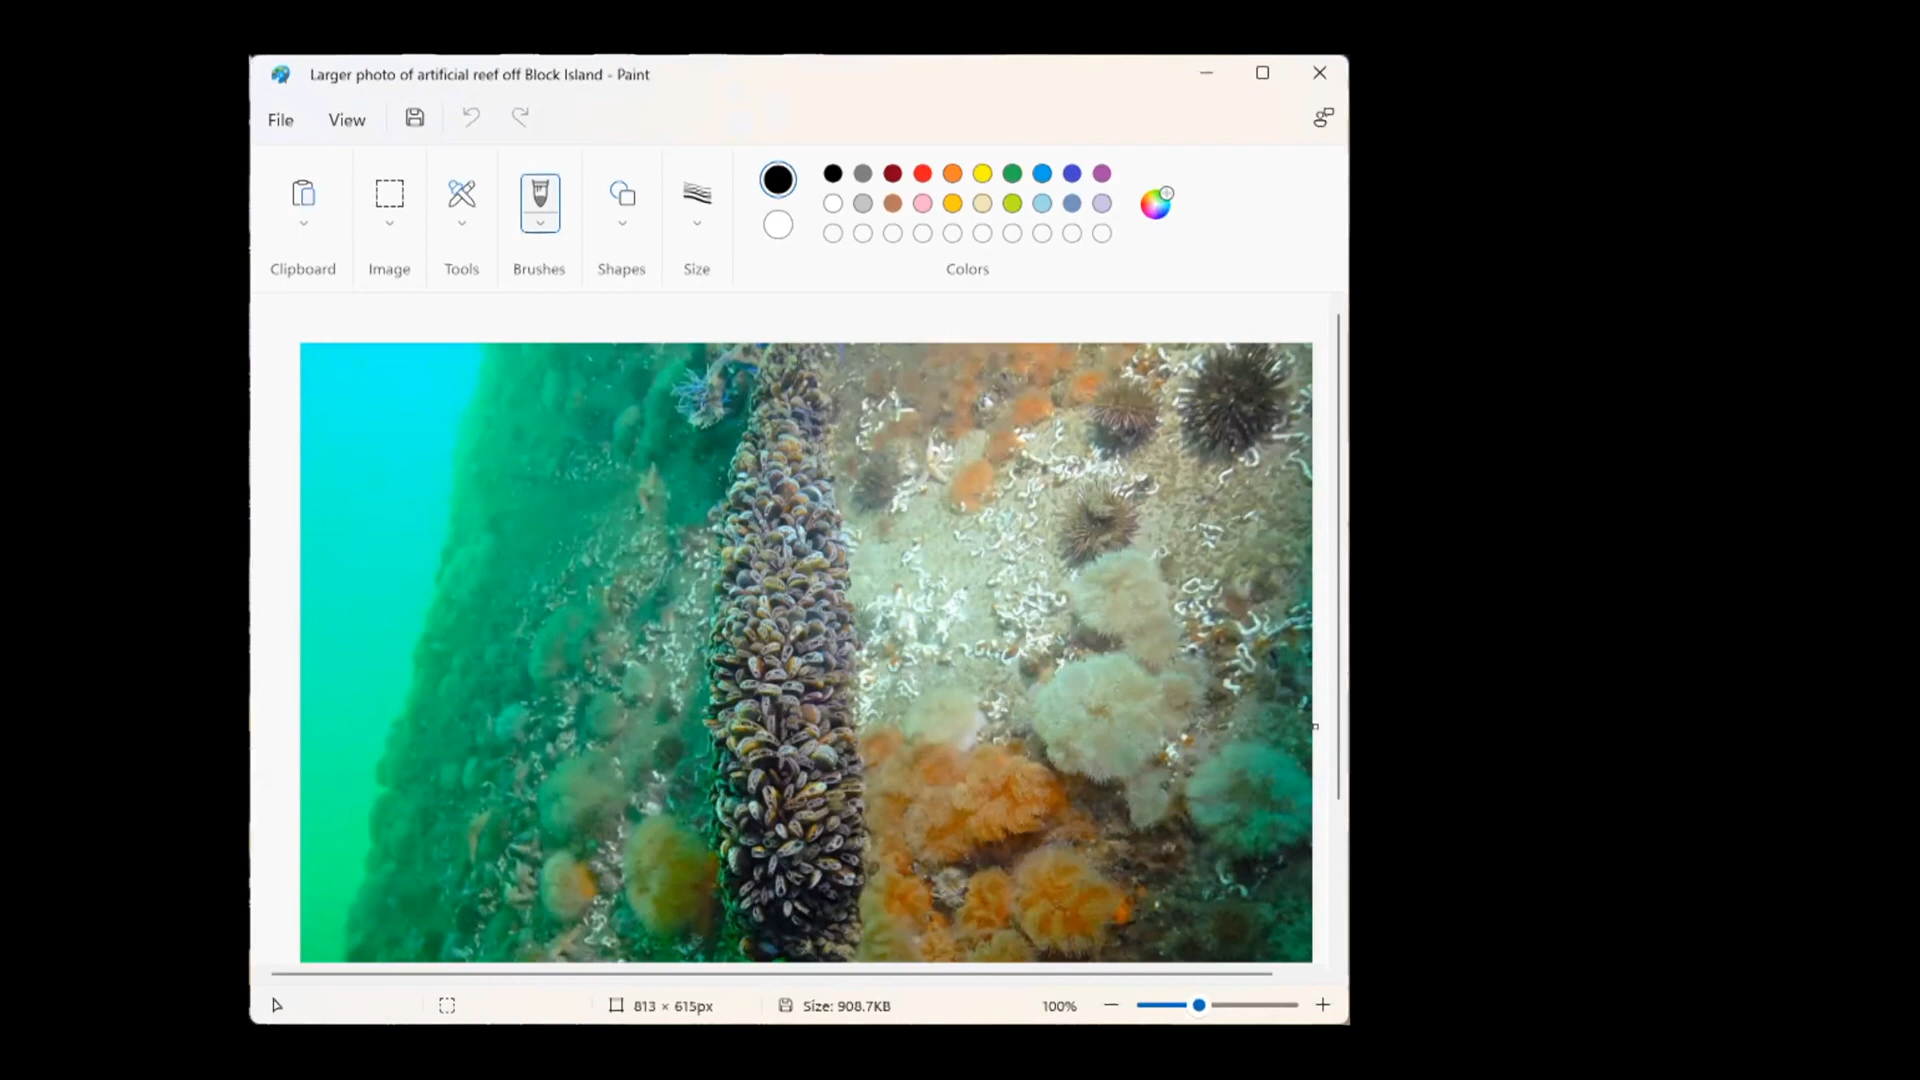 Larger photo of artificial reef off Block Island - Paint
File View
Clipboard Image Tools Brushes Shapes Size Colors
813 × 615px Size: 908.7KB 100%